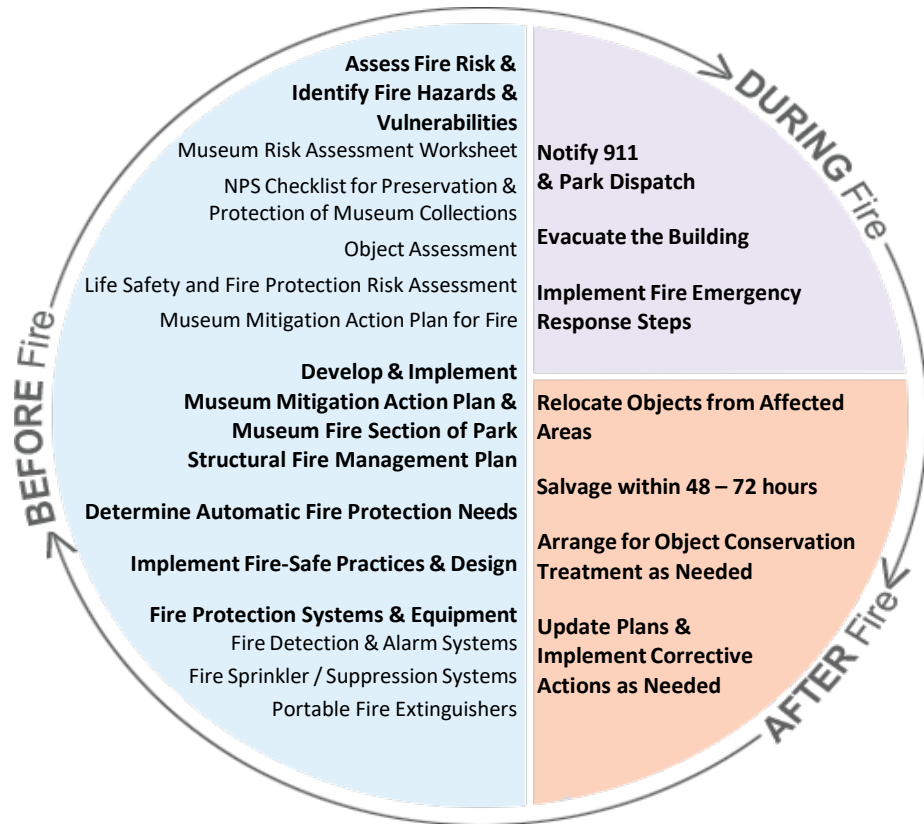 BEFORE Fire
Assess Fire Risk &
Identify Fire Hazards &
Vulnerabilities
Museum Risk Assessment Worksheet
NPS Checklist for Preservation &
Protection of Museum Collections
Object Assessment
Life Safety and Fire Protection Risk Assessment
Museum Mitigation Action Plan for Fire
Develop & Implement
Museum Mitigation Action Plan &
Museum Fire Section of Park
Structural Fire Management Plan
Determine Automatic Fire Protection Needs
Implement Fire-Safe Practices & Design
Fire Protection Systems & Equipment
Fire Detection & Alarm Systems
Fire Sprinkler / Suppression Systems
Portable Fire Extinguishers
DURING Fire
Notify 911
& Park Dispatch
Evacuate the Building
Implement Fire Emergency
Response Steps
AFTER Fire
Relocate Objects from Affected
Areas
Salvage within 48 – 72 hours
Arrange for Object Conservation
Treatment as Needed
Update Plans &
Implement Corrective
Actions as Needed